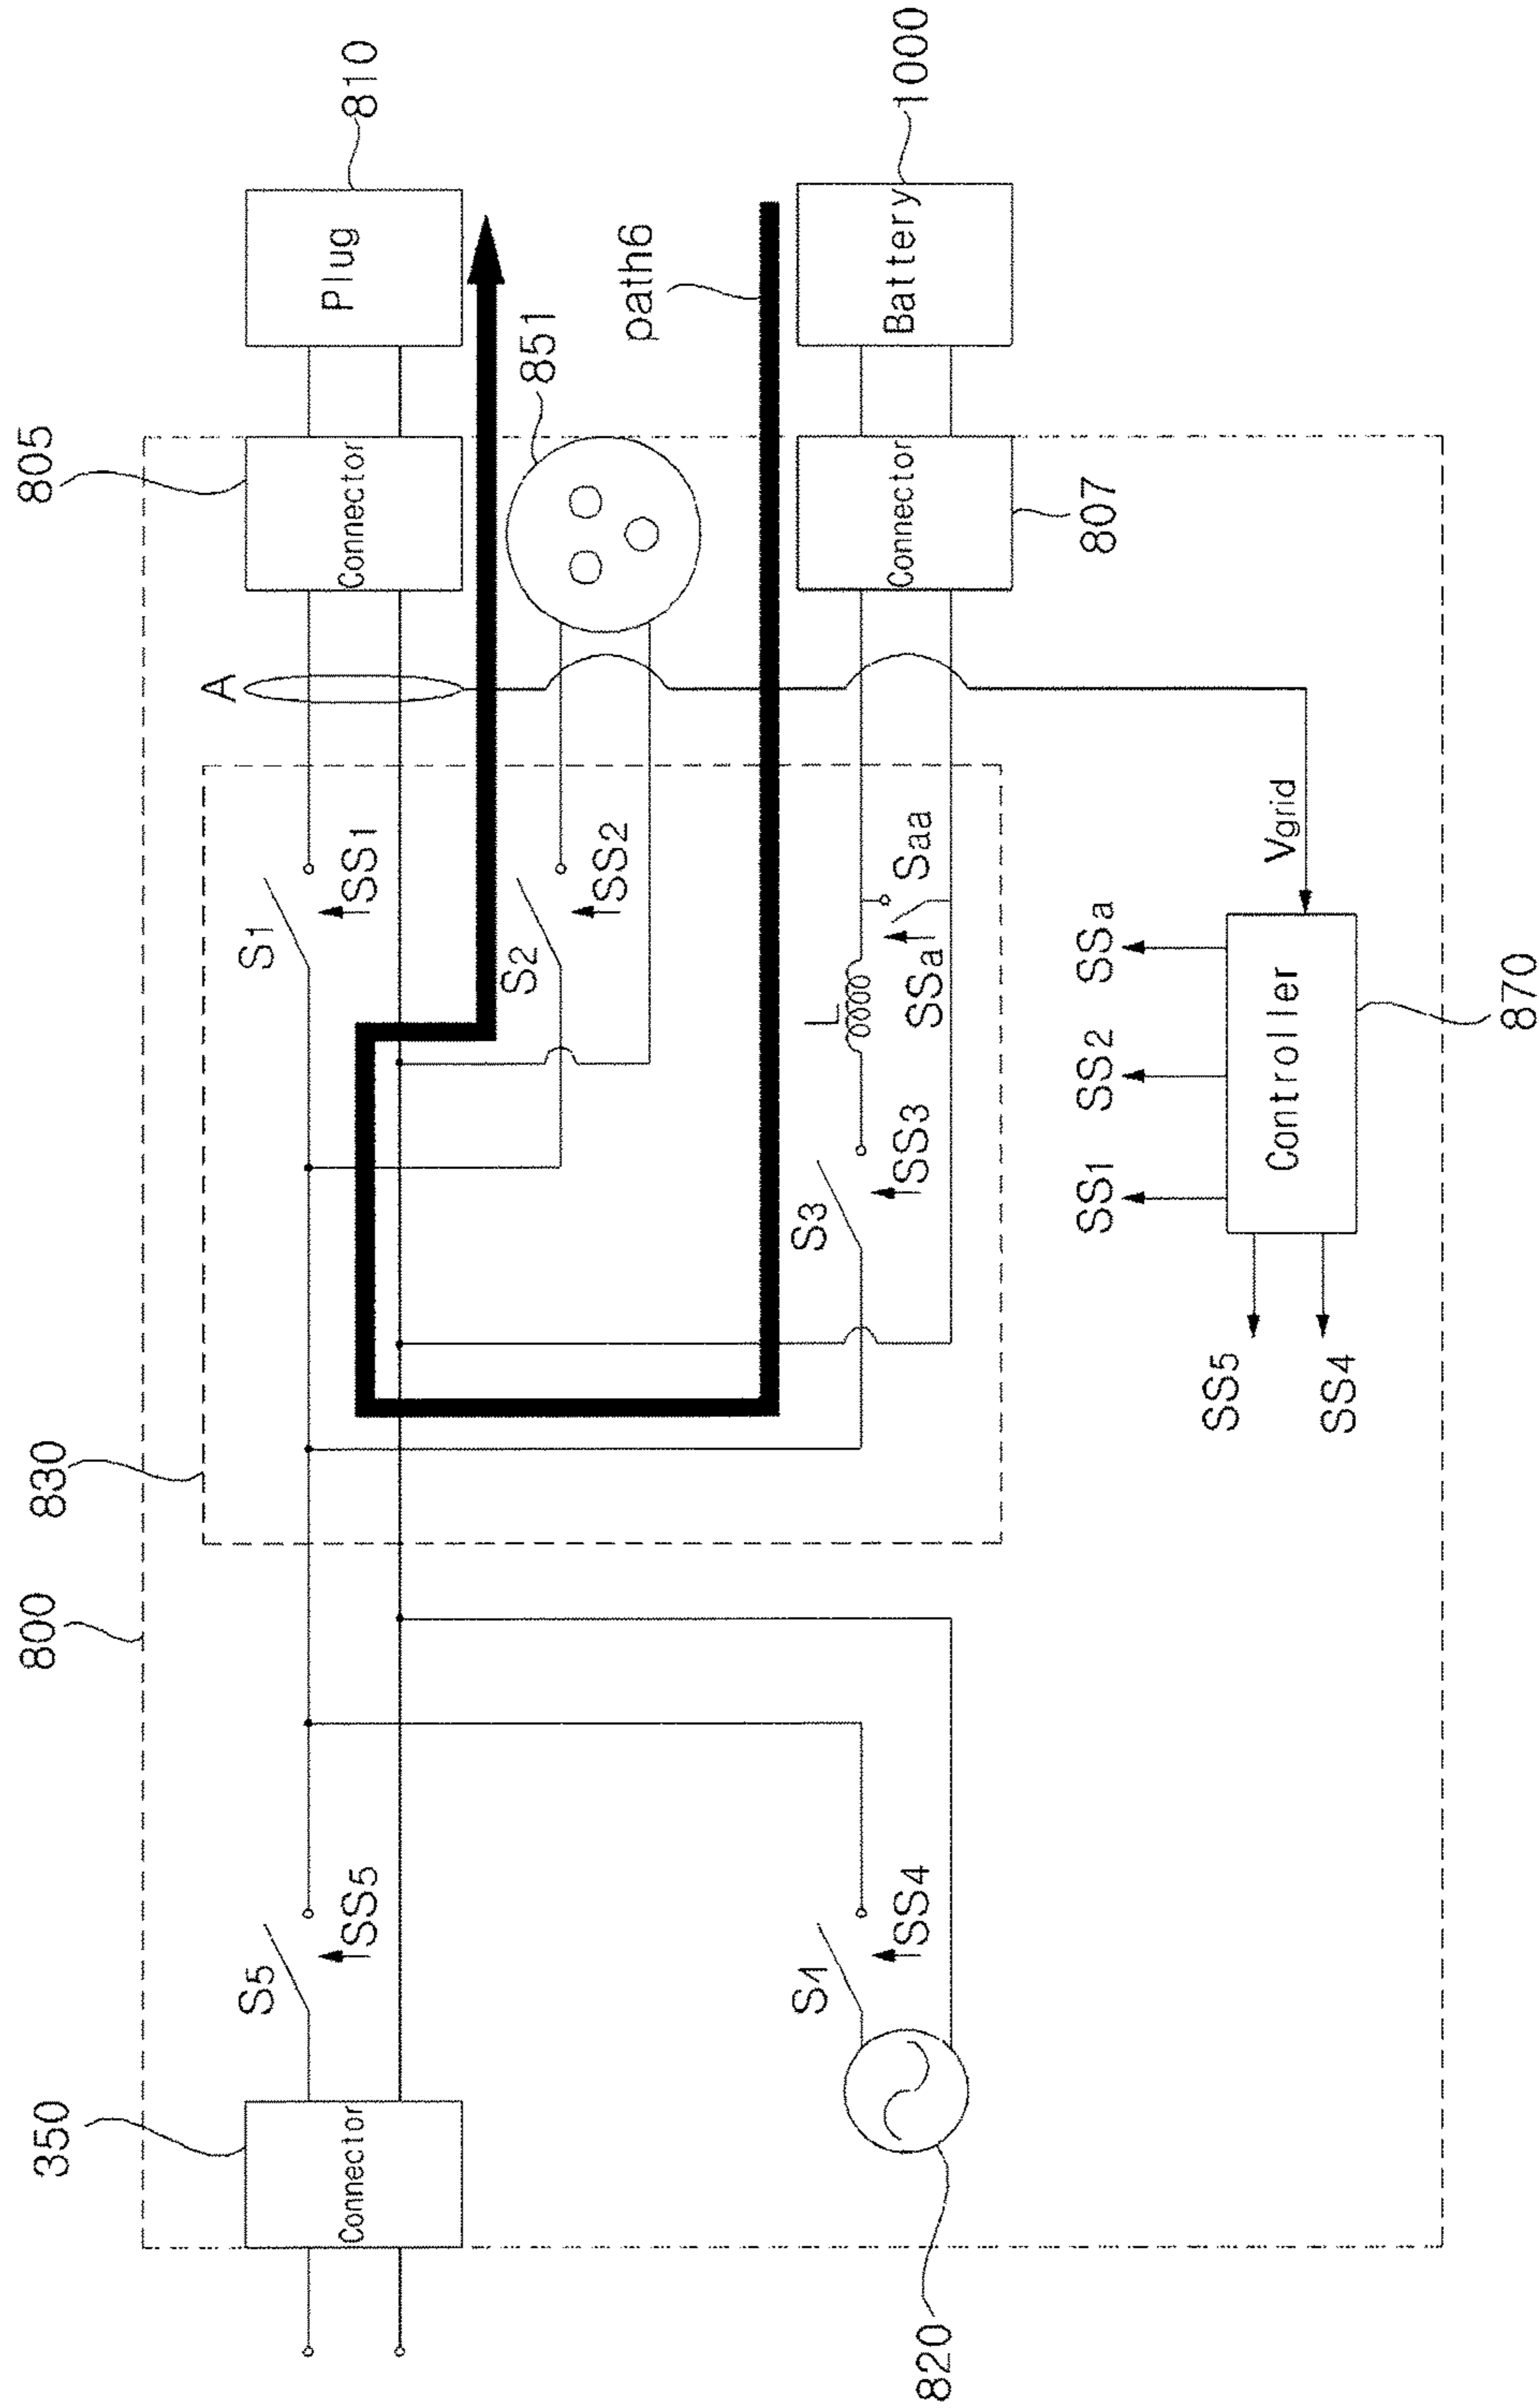 350
Connector
S5
SS5
800
830
S1
SS1
A
805
Connector
Plug
810
S2
SS2
851
path6
S3
SS3
L
SSa
Saa
Connector
807
Battery
1000
820
S4
SS4
SS5
SS4
SS1
SS2
SSa
Controller
Vgrid
870